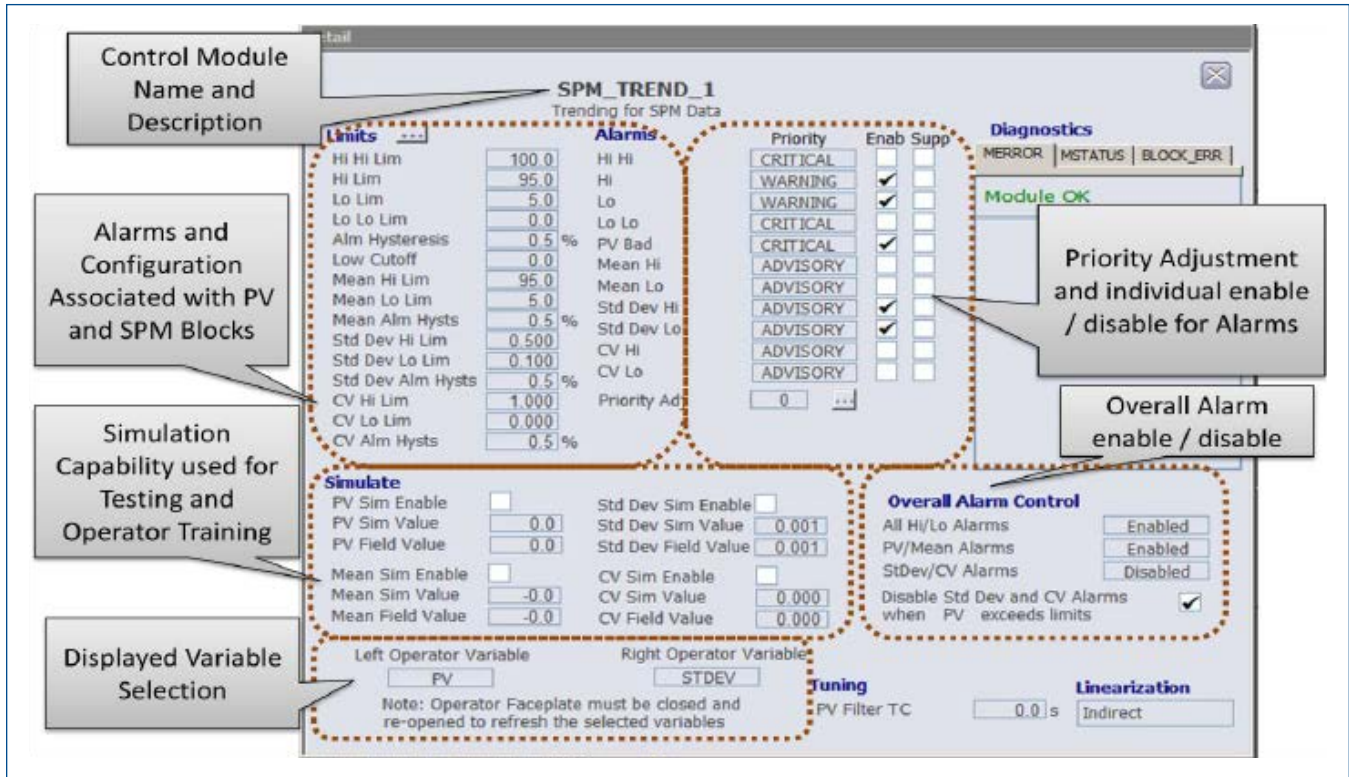 etail
Control Module
Name and
Description
SPM_TREND_1
Trending for SPM Data
Limits ...
Hi Hi Lim 100.0
Hi Lim 95.0
Lo Lim 5.0
Lo Lo Lim 0.0
Alm Hysteresis 0.5 %
Low Cutoff 0.0
Mean Hi Lim 95.0
Mean Lo Lim 5.0
Mean Alm Hysts 0.5 %
Std Dev Hi Lim 0.500
Std Dev Lo Lim 0.100
Std Dev Alm Hysts 0.5 %
CV Hi Lim 1.000
CV Lo Lim 0.000
CV Alm Hysts 0.5 %
Alarms Priority Enab Supp
Hi Hi CRITICAL
Hi WARNING ✔
Lo WARNING ✔
Lo Lo CRITICAL
PV Bad CRITICAL ✔
Mean Hi ADVISORY
Mean Lo ADVISORY
Std Dev Hi ADVISORY ✔
Std Dev Lo ADVISORY ✔
CV Hi ADVISORY
CV Lo ADVISORY
Priority Adj 0 ...
Diagnostics
MERROR MSTATUS BLOCK_ERR
Module OK
Alarms and
Configuration
Associated with PV
and SPM Blocks
Priority Adjustment
and individual enable
/ disable for Alarms
Overall Alarm
enable / disable
Simulation
Capability used for
Testing and
Operator Training
Simulate
PV Sim Enable
PV Sim Value 0.0
PV Field Value 0.0
Mean Sim Enable
Mean Sim Value -0.0
Mean Field Value -0.0
Std Dev Sim Enable
Std Dev Sim Value 0.001
Std Dev Field Value 0.001
CV Sim Enable
CV Sim Value 0.000
CV Field Value 0.000
Overall Alarm Control
All Hi/Lo Alarms Enabled
PV/Mean Alarms Enabled
StDev/CV Alarms Disabled
Disable Std Dev and CV Alarms ✔
when PV exceeds limits
Displayed Variable
Selection
Left Operator Variable Right Operator Variable
PV STDEV
Note: Operator Faceplate must be closed and
re-opened to refresh the selected variables
Tuning
PV Filter TC 0.0 s
Linearization
Indirect